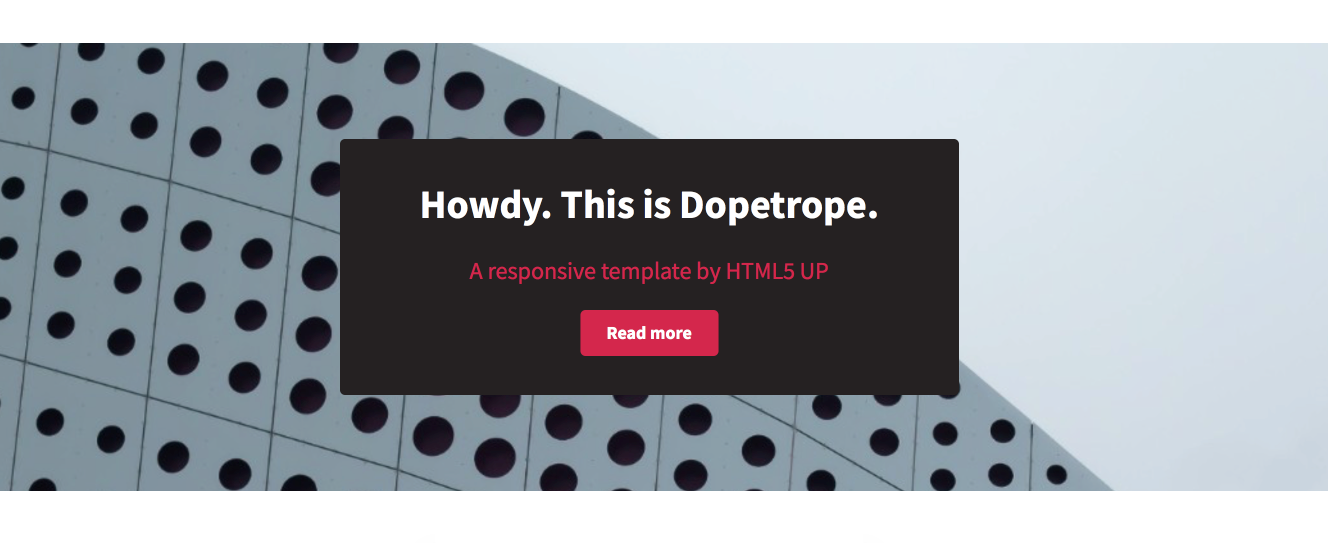 Howdy. This is Dopetrope.
A responsive template by HTML5 UP
Read more